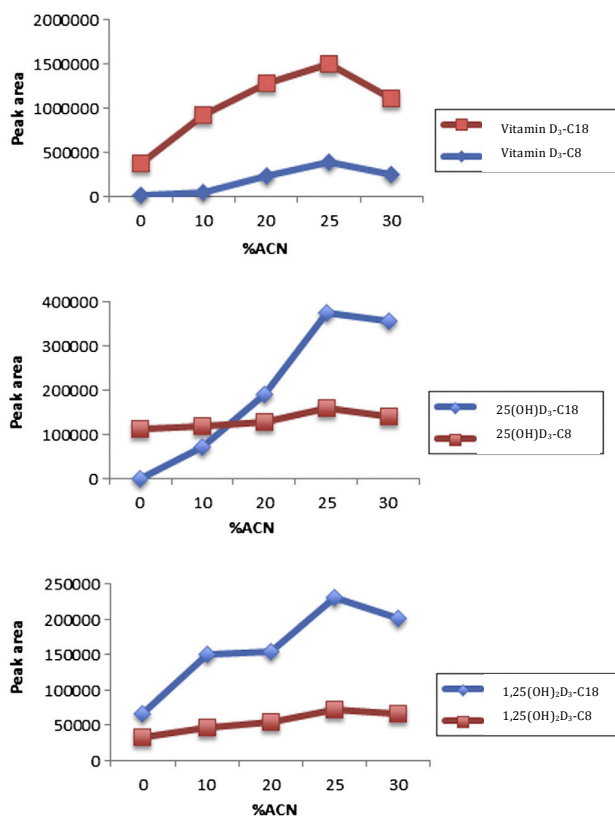 2000000
1500000
1000000
500000
0
Peak area
0 10 20 25 30
%ACN
Vitamin D₃-C18
Vitamin D₃-C8
400000
300000
200000
100000
0
Peak area
0 10 20 25 30
%ACN
25(OH)D₃-C18
25(OH)D₃-C8
250000
200000
150000
100000
50000
0
Peak area
0 10 20 25 30
%ACN
1,25(OH)₂D₃-C18
1,25(OH)₂D₃-C8